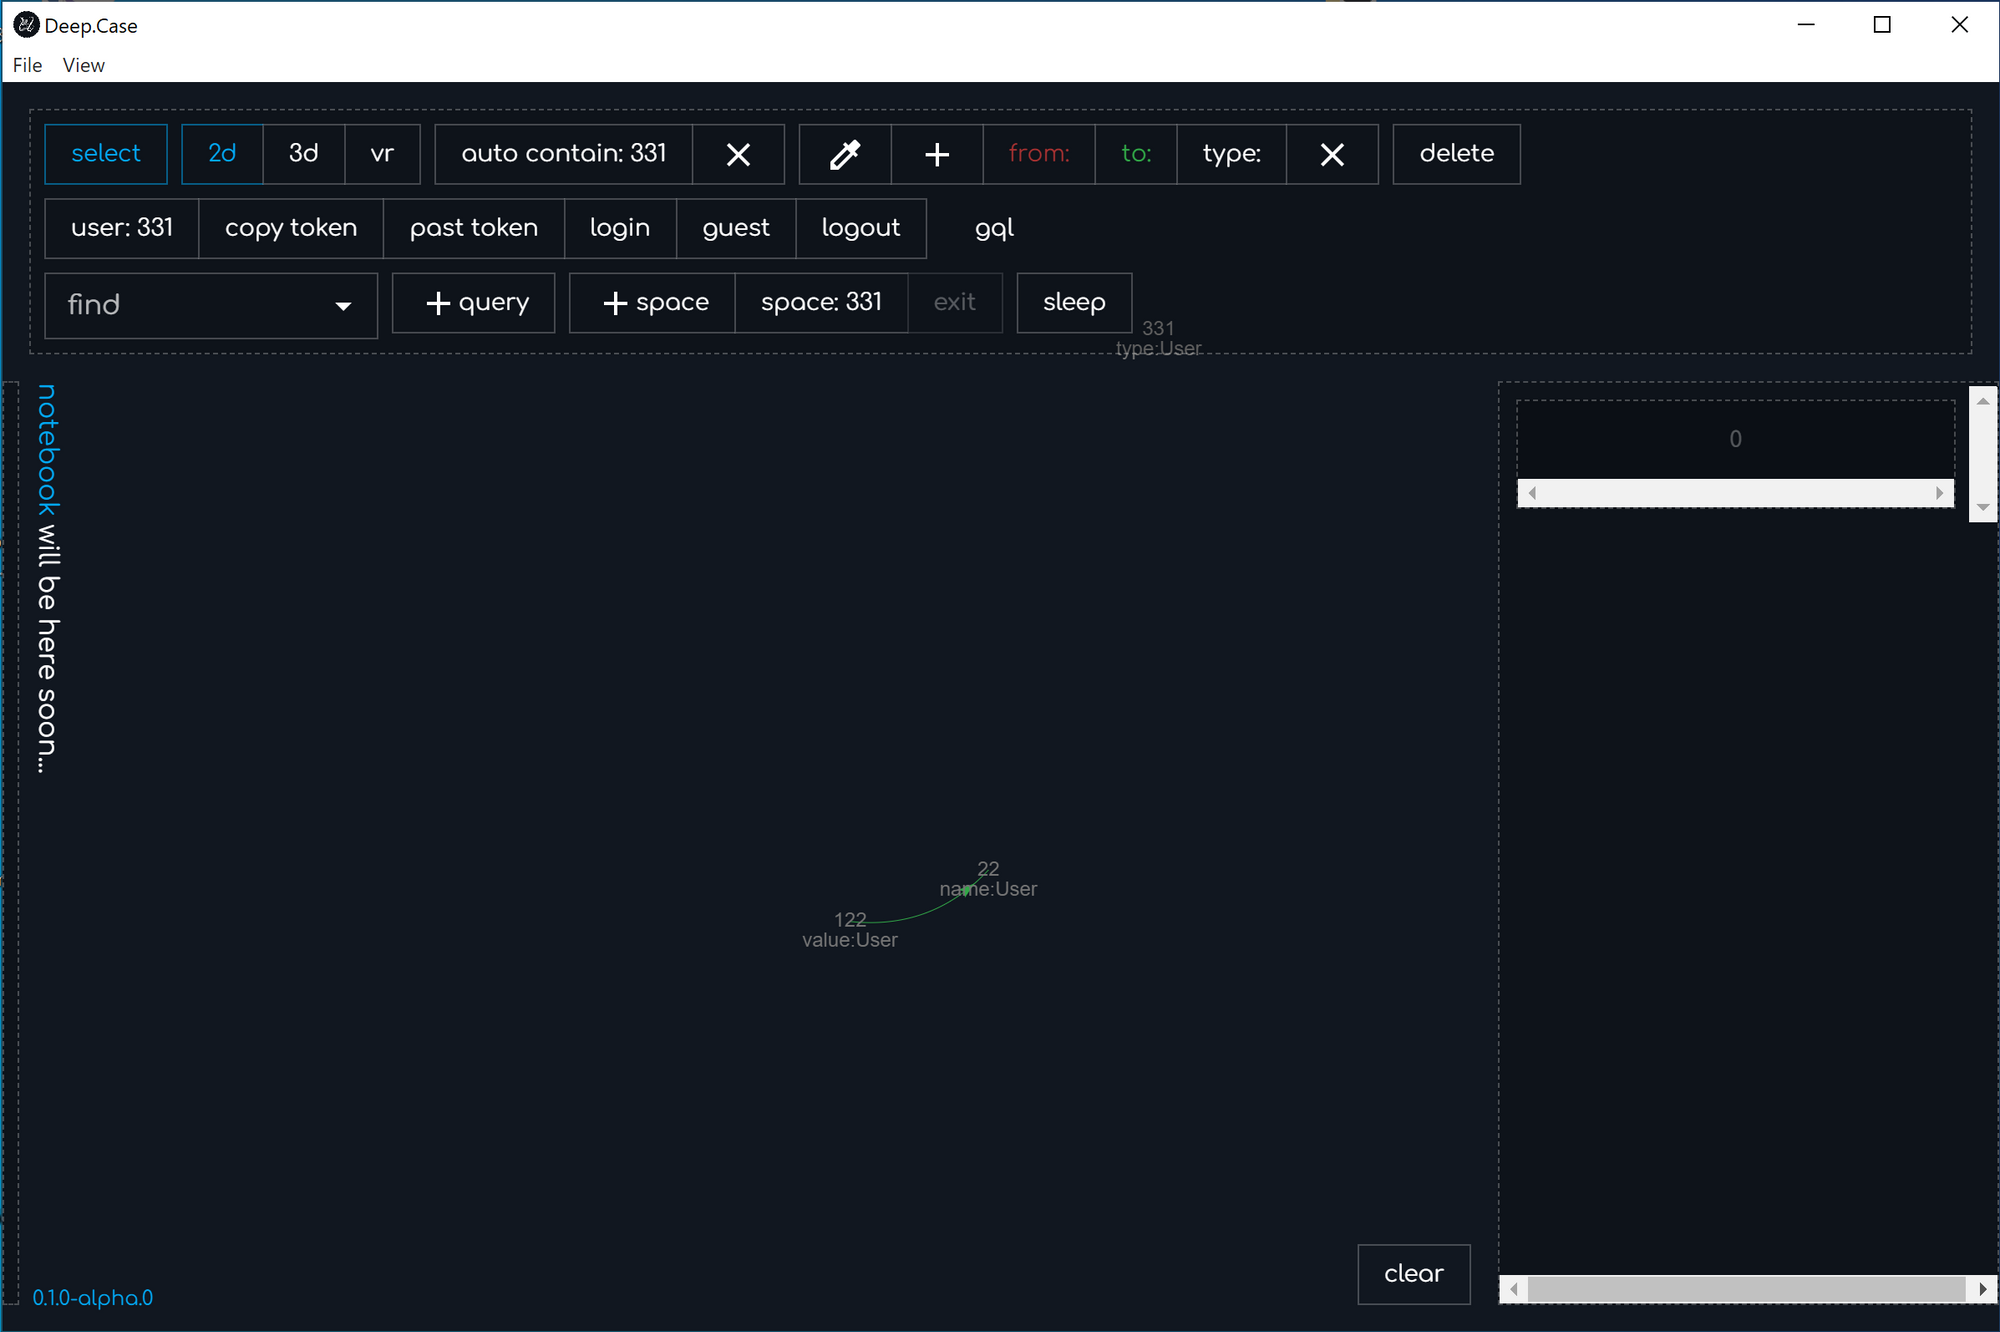 Deep.Case
File View
select 2d 3d vr auto contain: 331 from: to: type: delete
user: 331 copy token past token login guest logout gql
find + query + space space: 331 exit sleep
331
type:User
notebook will be here soon...
0
22
name:User
122
value:User
clear
0.1.0-alpha.0